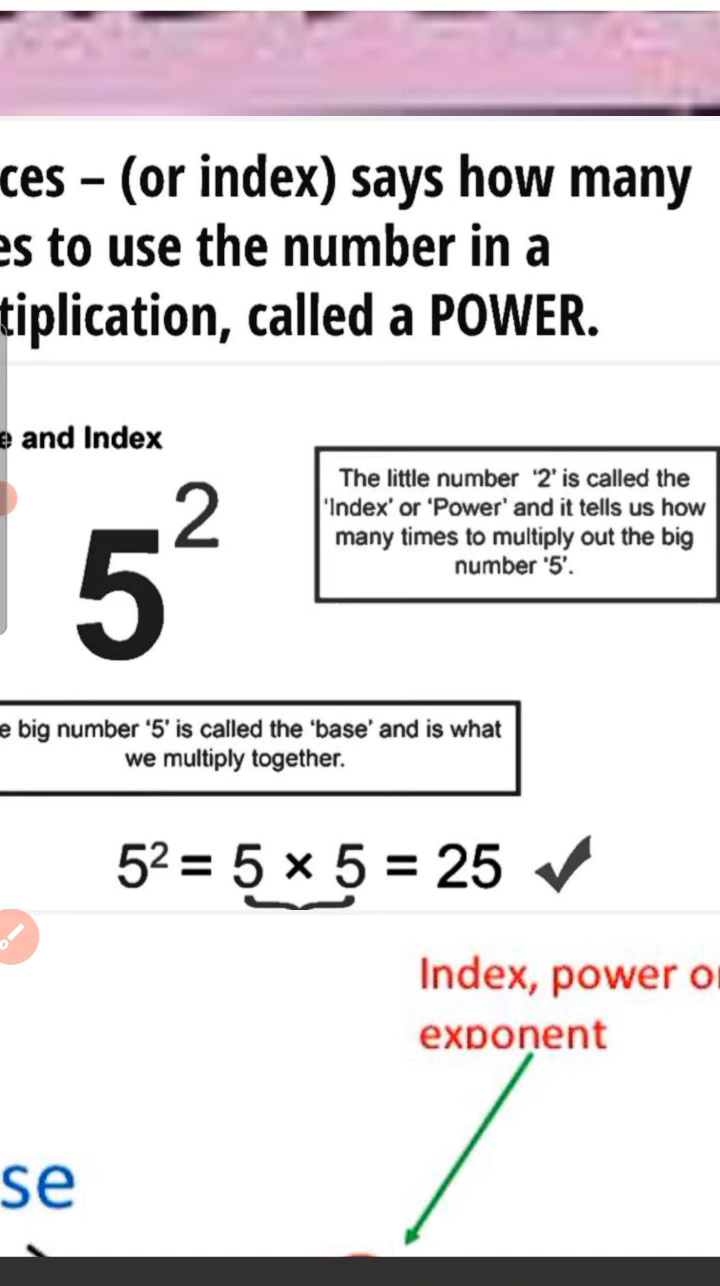 ces – (or index) says how many
es to use the number in a
tiplication, called a POWER.
e and Index
5²
The little number '2' is called the
'Index' or 'Power' and it tells us how
many times to multiply out the big
number '5'.
e big number '5' is called the 'base' and is what
we multiply together.
5² = 5 × 5 = 25 ✓
Index, power o
exponent
se